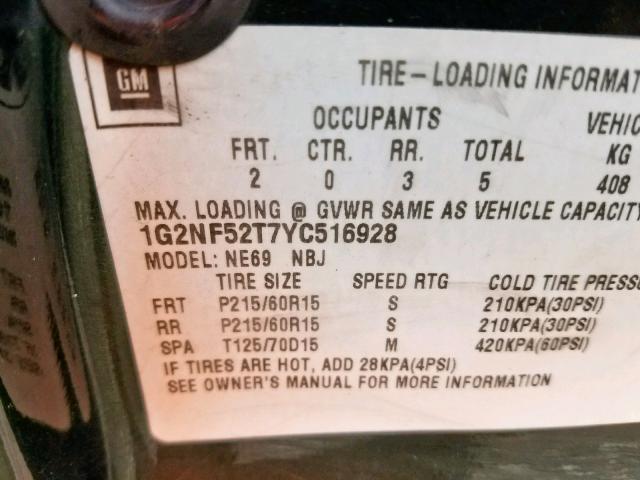 GM
TIRE-LOADING INFORMAT
OCCUPANTS VEHIC
FRT. CTR. RR. TOTAL KG
2 0 3 5 408
MAX. LOADING @ GVWR SAME AS VEHICLE CAPACITY
1G2NF52T7YC516928
MODEL: NE69 NBJ
TIRE SIZE SPEED RTG COLD TIRE PRESSU
FRT P215/60R15 S 210KPA(30PSI)
RR P215/60R15 S 210KPA(30PSI)
SPA T125/70D15 M 420KPA(60PSI)
IF TIRES ARE HOT, ADD 28KPA(4PSI)
SEE OWNER'S MANUAL FOR MORE INFORMATION